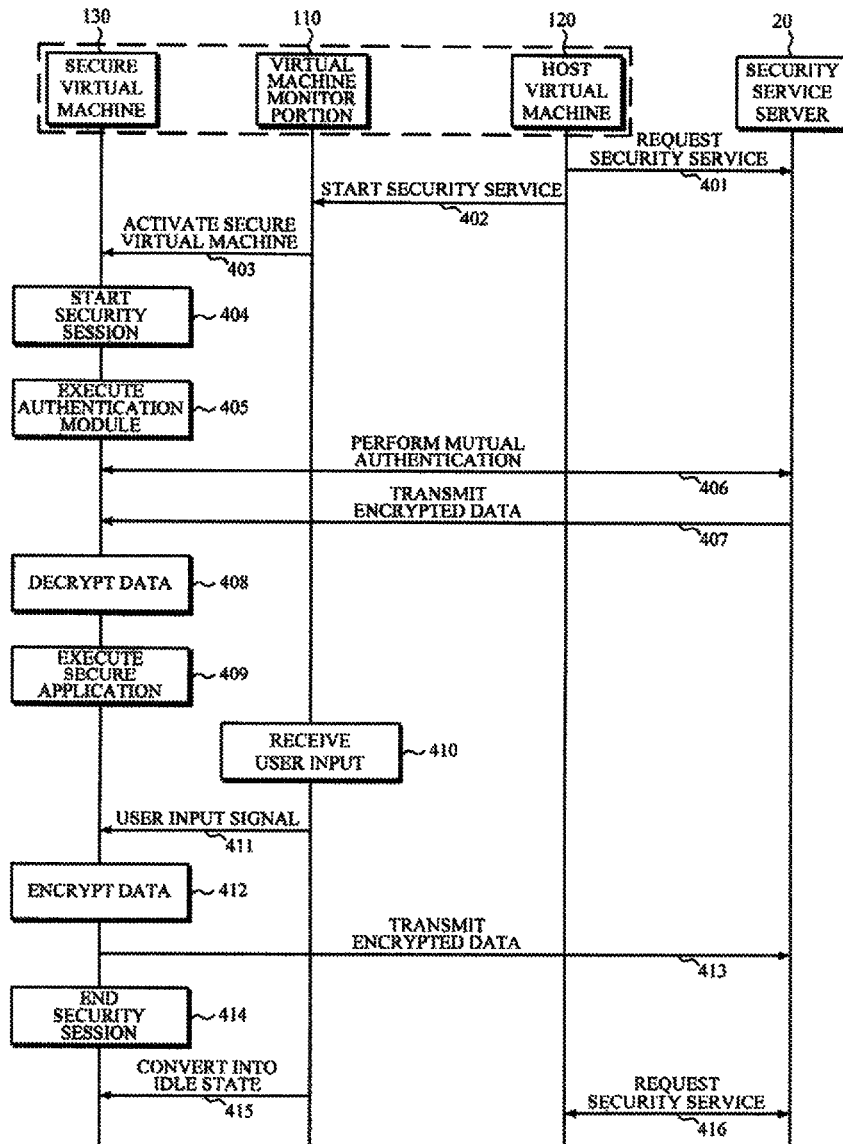 130
110
120
20
SECURE
VIRTUAL
MACHINE
VIRTUAL
MACHINE
MONITOR
PORTION
HOST
VIRTUAL
MACHINE
SECURITY
SERVICE
SERVER
REQUEST
SECURITY SERVICE
401
START SECURITY SERVICE
402
ACTIVATE SECURE
VIRTUAL MACHINE
403
START
SECURITY
SESSION
404
EXECUTE
AUTHENTICATION
MODULE
405
PERFORM MUTUAL
AUTHENTICATION
406
TRANSMIT
ENCRYPTED DATA
407
DECRYPT DATA
408
EXECUTE
SECURE
APPLICATION
409
RECEIVE
USER INPUT
410
USER INPUT SIGNAL
411
ENCRYPT DATA
412
TRANSMIT
ENCRYPTED DATA
413
END
SECURITY
SESSION
414
CONVERT INTO
IDLE STATE
415
REQUEST
SECURITY SERVICE
416